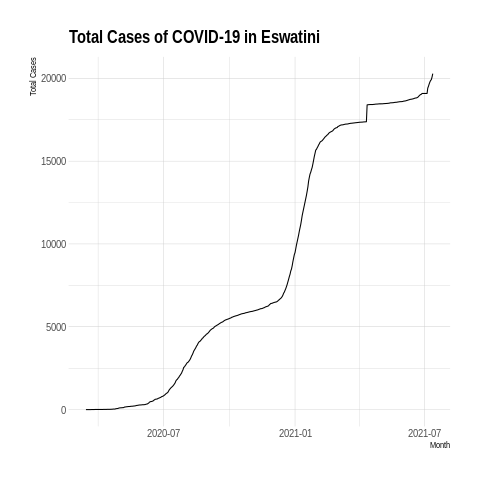 Total Cases of COVID-19 in Eswatini
Total Cases
20000
15000
10000
5000
0
2020-07
2021-01
2021-07
Month